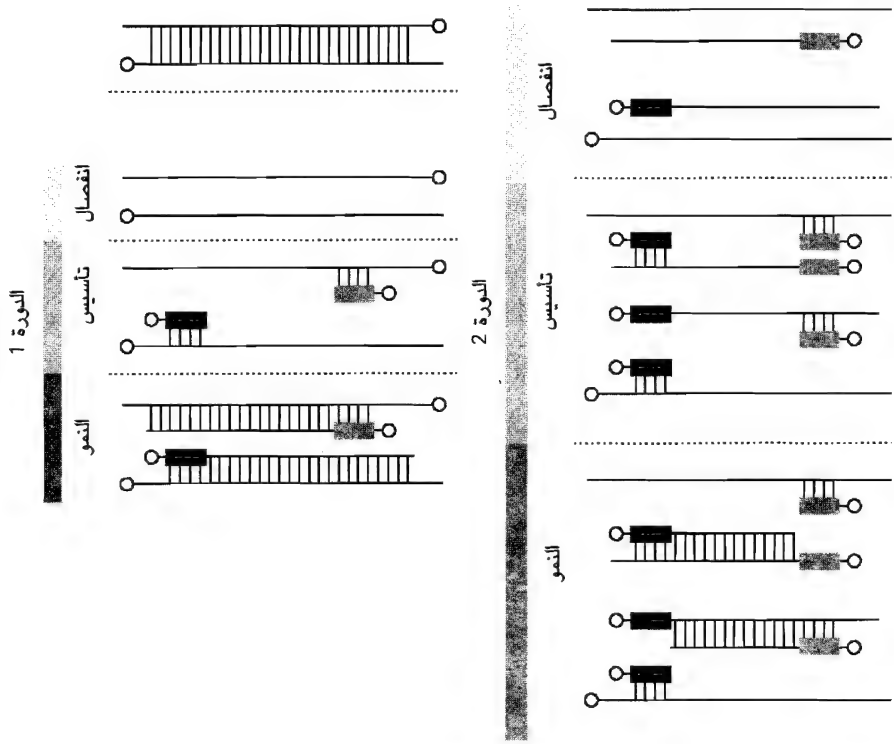 الدورة 1
انفصال
تأسيس
النمو
الدورة 2
انفصال
تأسيس
النمو